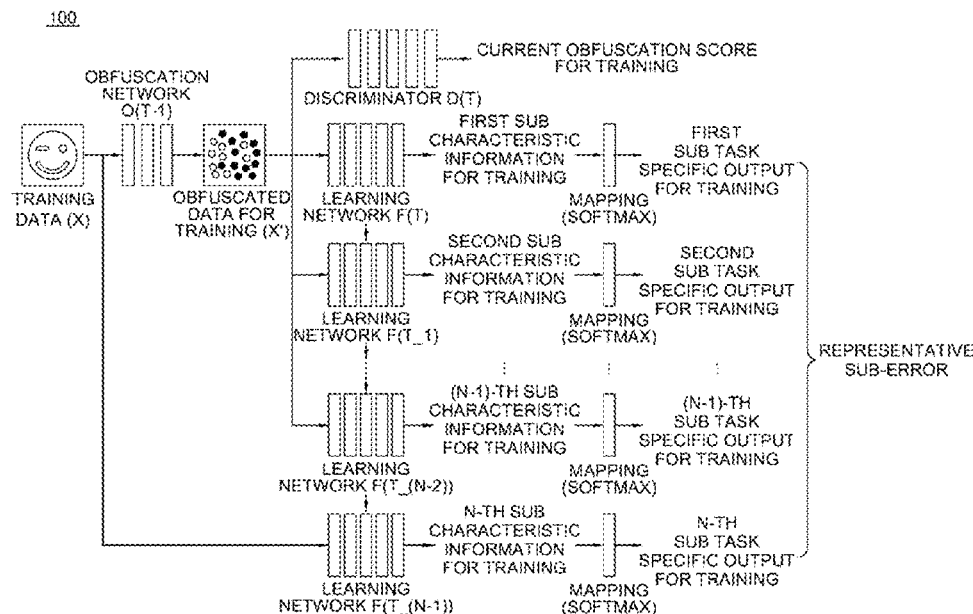 100
OBFUSCATION
NETWORK
O(T-1)
TRAINING
DATA (X)
OBFUSCATED
DATA FOR
TRAINING (X')
DISCRIMINATOR D(T)
CURRENT OBFUSCATION SCORE
FOR TRAINING
LEARNING
NETWORK F(T)
FIRST SUB
CHARACTERISTIC
INFORMATION
FOR TRAINING
MAPPING
(SOFTMAX)
FIRST
SUB TASK
SPECIFIC OUTPUT
FOR TRAINING
LEARNING
NETWORK F(T_1)
SECOND SUB
CHARACTERISTIC
INFORMATION
FOR TRAINING
MAPPING
(SOFTMAX)
SECOND
SUB TASK
SPECIFIC OUTPUT
FOR TRAINING
LEARNING
NETWORK F(T_(N-2))
(N-1)-TH SUB
CHARACTERISTIC
INFORMATION
FOR TRAINING
MAPPING
(SOFTMAX)
(N-1)-TH
SUB TASK
SPECIFIC OUTPUT
FOR TRAINING
LEARNING
NETWORK F(T_(N-1))
N-TH SUB
CHARACTERISTIC
INFORMATION
FOR TRAINING
MAPPING
(SOFTMAX)
N-TH
SUB TASK
SPECIFIC OUTPUT
FOR TRAINING
REPRESENTATIVE
SUB-ERROR